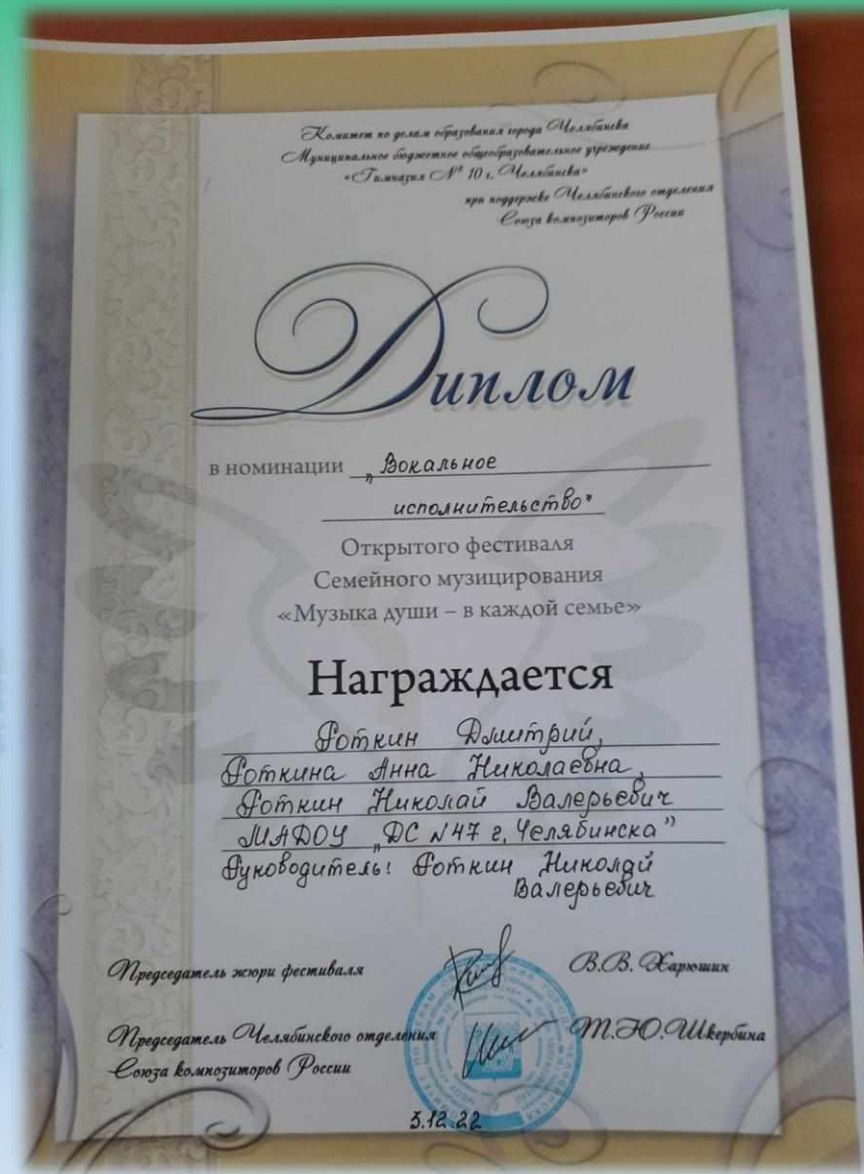 Комитет по делам образования города Челябинска
Муниципальное бюджетное общеобразовательное учреждение
«Гимназия № 10 г. Челябинска»
при поддержке Челябинского отделения
Союза композиторов России
Диплом
в номинации „Вокальное
исполнительство"
Открытого фестиваля
Семейного музицирования
«Музыка души – в каждой семье»
Награждается
Роткин Дмитрий,
Роткина Анна Николаевна,
Роткин Николай Валерьевич
МАДОУ „ДС №47 г. Челябинска"
Руководитель: Роткин Николай
Валерьевич
Председатель жюри фестиваля В.В. Харюшин
Председатель Челябинского отделения Т.Ю. Шкербина
Союза композиторов России
3.12.22